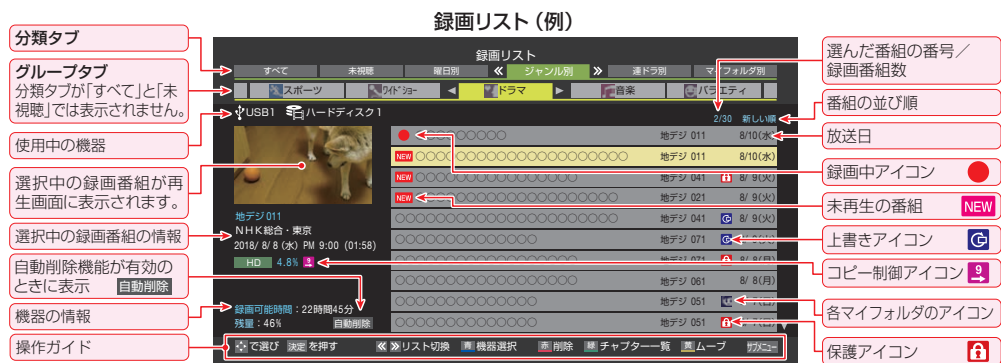 録画リスト（例）
分類タブ
グループタブ
分類タブが「すべて」と「未
視聴」では表示されません。
使用中の機器
選択中の録画番組が再
生画面に表示されます。
選択中の録画番組の情報
自動削除機能が有効の
ときに表示 自動削除
機器の情報
操作ガイド
録画リスト
すべて 未視聴 曜日別 ≪ ジャンル別 ≫ 連ドラ別 マイフォルダ別
スポーツ ワイドショー ◀ ドラマ ▶ 音楽 バラエティ
USB1 ハードディスク1
2/30 新しい順
○○○○○○○○○ 地デジ 011 8/10(水)
NEW ○○○○○○○○○○○○○○○○○○○○ 地デジ 011 8/10(水)
NEW ○○○○○○○○○○○○○○○ 地デジ 041 8/ 9(火)
NEW ○○○○○○○○○○○○○○○○○○○ 地デジ 021 8/ 9(火)
○○○○○○○○○○○○○○○○○○○○○ 地デジ 041 8/ 9(火)
○○○○○○○○○○○○○ 地デジ 071
○○○○○○○○○○○○○○ 地デジ 071 8/ 8(月)
○○○○○○○○○○○○○○○ 地デジ 061 8/ 8(月)
○○○○○○○○○○○○○ 地デジ 051
○○○○○○○○○○○○○ 地デジ 051
地デジ 011
NHK総合・東京
2018/ 8/ 8 (水) PM 9:00 (01:58)
HD 4.8% 9
録画可能時間：22時間45分
残量：46% 自動削除
で選び 決定 を押す ≪ ≫リスト切換 青 機器選択 赤 削除 緑 チャプター一覧 黄 ムーブ サブメニュー
選んだ番組の番号／
録画番組数
番組の並び順
放送日
録画中アイコン
未再生の番組 NEW
上書きアイコン G
コピー制御アイコン 9
各マイフォルダのアイコン
保護アイコン